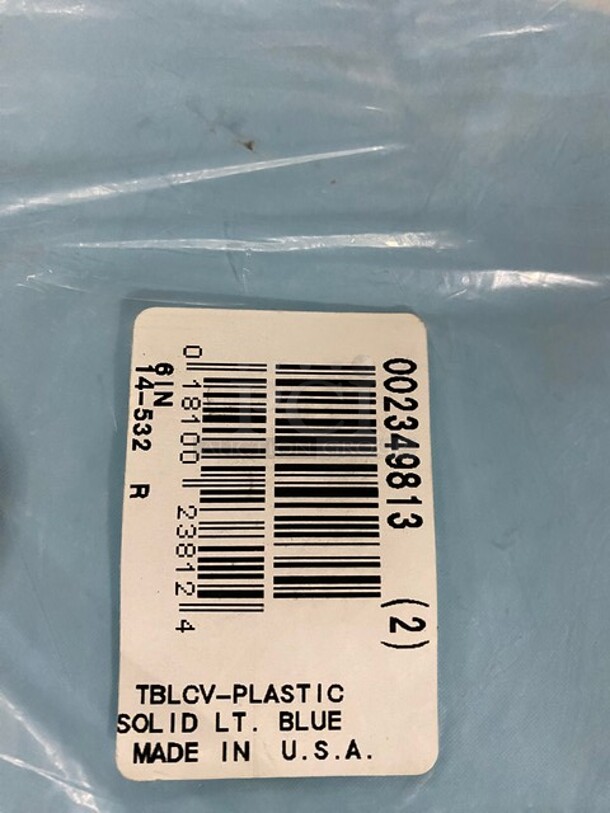 002349813 (2)
0 18100 23812 4
6IN
14-532 R
TBLCV-PLASTIC
SOLID LT. BLUE
MADE IN U.S.A.